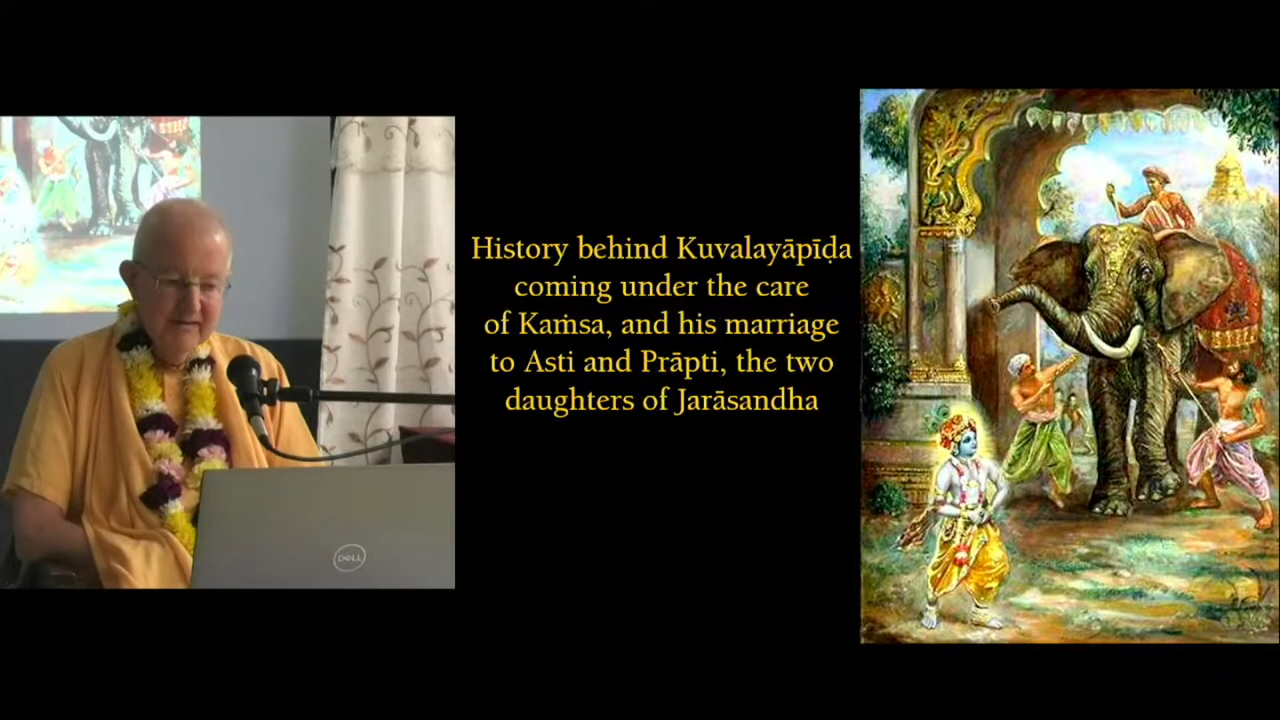 History behind Kuvalayāpīḍa
coming under the care
of Kaṁsa, and his marriage
to Asti and Prāpti, the two
daughters of Jarāsandha
DELL